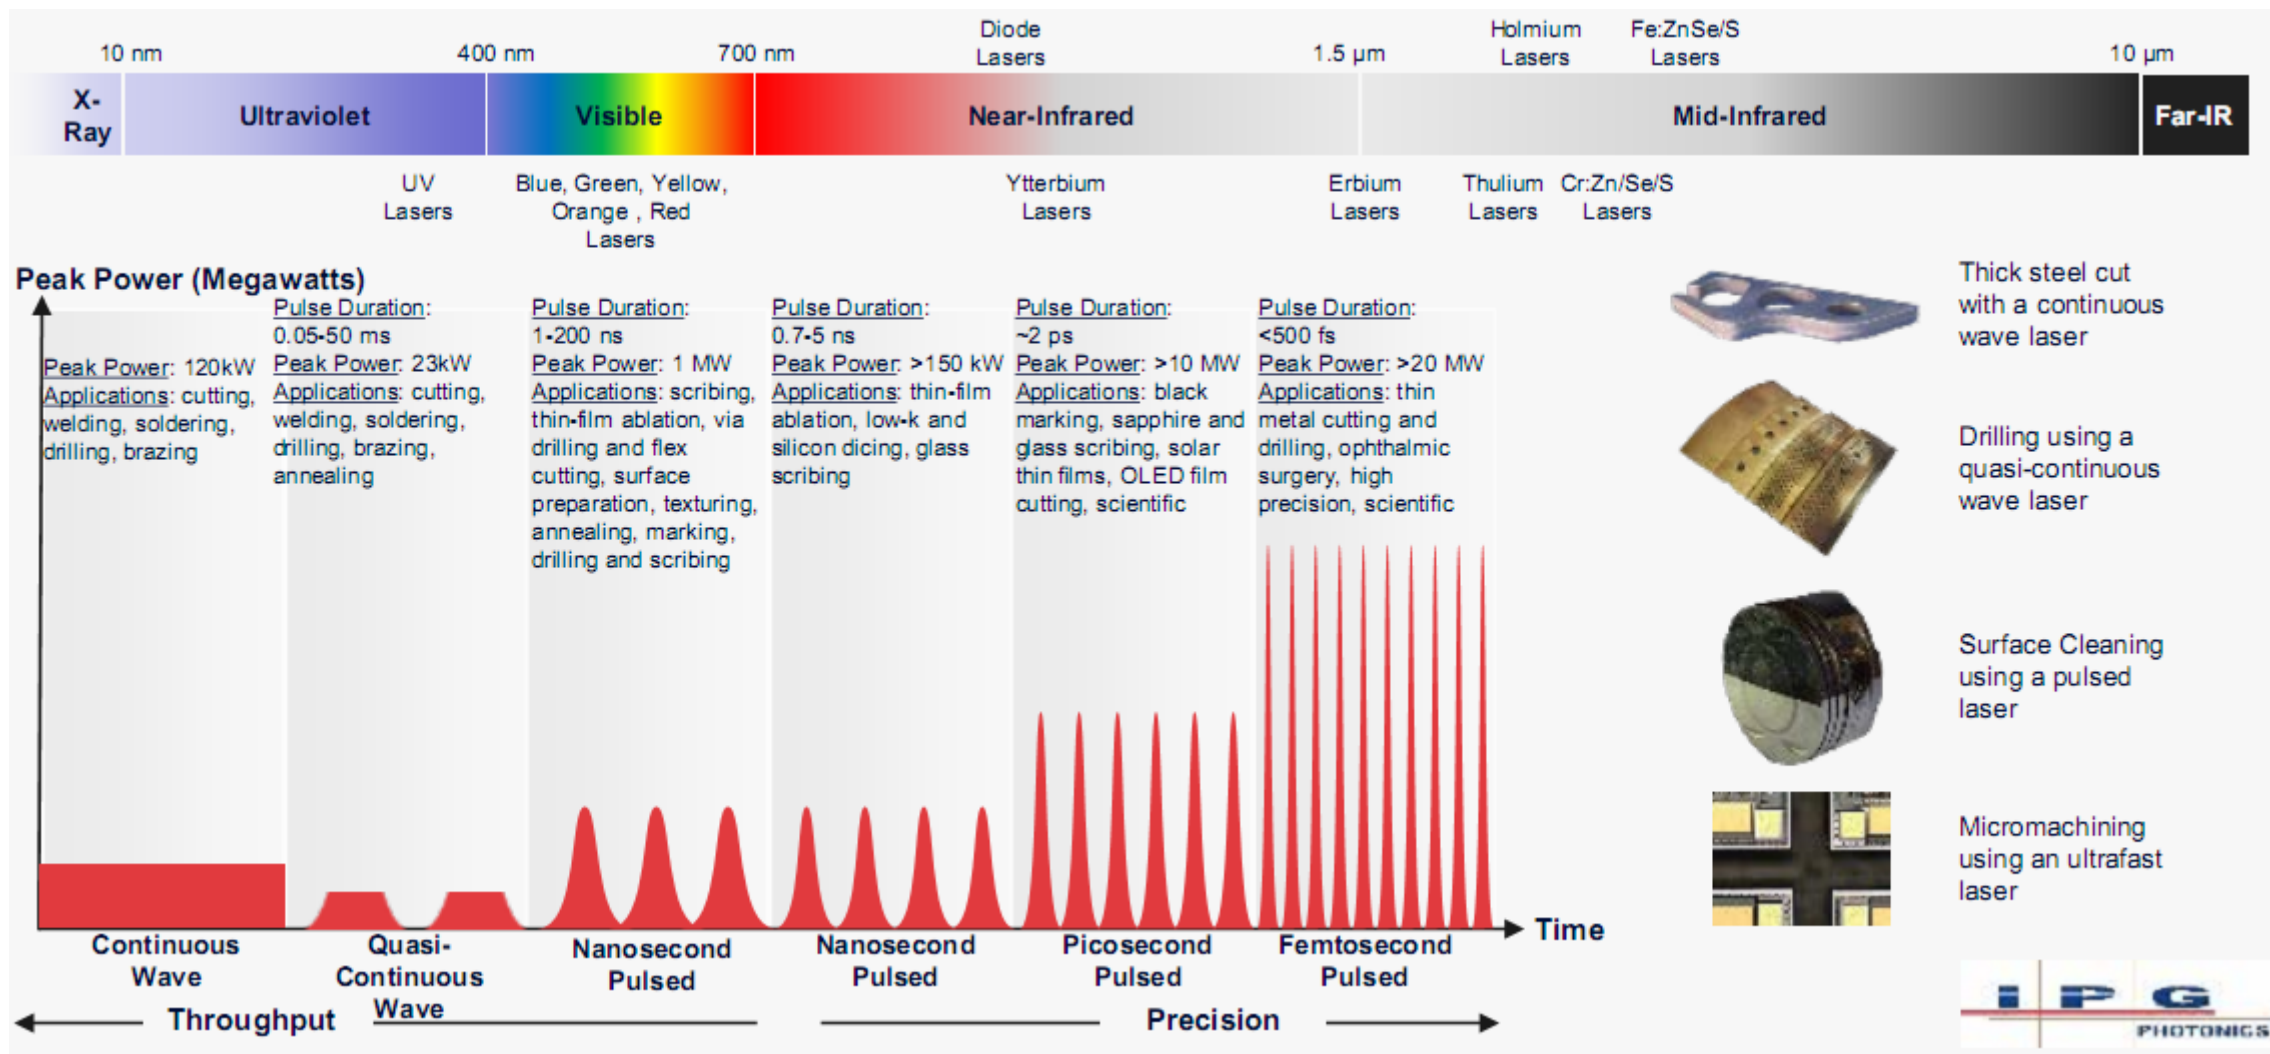 Diode
Lasers
Holmium
Lasers
Fe:ZnSe/S
Lasers
10 nm
400 nm
700 nm
1.5 µm
10 µm
X-
Ray
Ultraviolet
Visible
Near-Infrared
Mid-Infrared
Far-IR
UV
Lasers
Blue, Green, Yellow,
Orange , Red
Lasers
Ytterbium
Lasers
Erbium
Lasers
Thulium
Lasers
Cr:Zn/Se/S
Lasers
Peak Power (Megawatts)
Peak Power: 120kW
Applications: cutting,
welding, soldering,
drilling, brazing
Pulse Duration:
0.05-50 ms
Peak Power: 23kW
Applications: cutting,
welding, soldering,
drilling, brazing,
annealing
Pulse Duration:
1-200 ns
Peak Power: 1 MW
Applications: scribing,
thin-film ablation, via
drilling and flex
cutting, surface
preparation, texturing,
annealing, marking,
drilling and scribing
Pulse Duration:
0.7-5 ns
Peak Power: >150 kW
Applications: thin-film
ablation, low-k and
silicon dicing, glass
scribing
Pulse Duration:
~2 ps
Peak Power: >10 MW
Applications: black
marking, sapphire and
glass scribing, solar
thin films, OLED film
cutting, scientific
Pulse Duration:
<500 fs
Peak Power: >20 MW
Applications: thin
metal cutting and
drilling, ophthalmic
surgery, high
precision, scientific
Thick steel cut
with a continuous
wave laser
Drilling using a
quasi-continuous
wave laser
Surface Cleaning
using a pulsed
laser
Micromachining
using an ultrafast
laser
Time
Continuous
Wave
Quasi-
Continuous
Wave
Nanosecond
Pulsed
Nanosecond
Pulsed
Picosecond
Pulsed
Femtosecond
Pulsed
Throughput
Precision
IPG
PHOTONICS